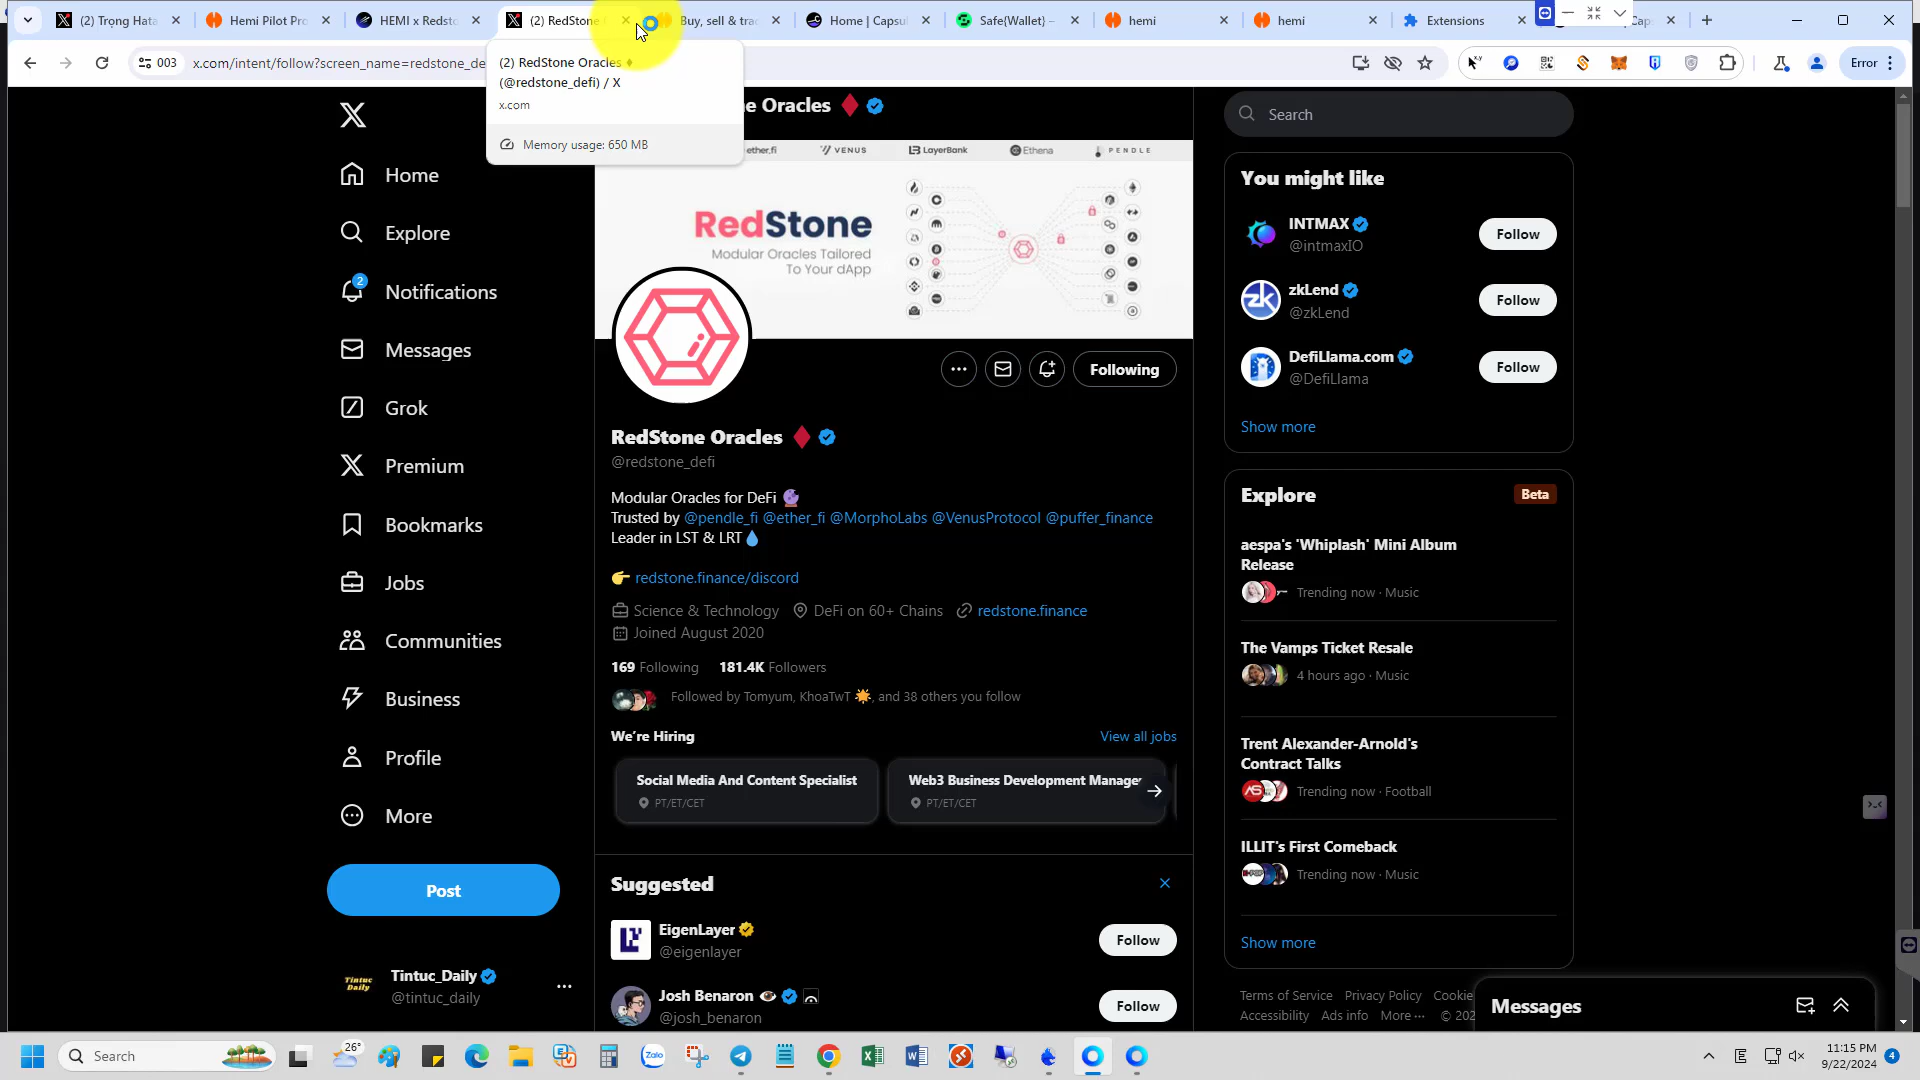 (2) Trọng Hata
Hemi Pilot Pro
HEMI x Redsto
(2) RedStone
Buy, sell & tra
Home | Capsul
Safe{Wallet} –
hemi
hemi
Extensions
003
x.com/intent/follow?screen_name=redstone_de
Error
(2) RedStone Oracles ♦
(@redstone_defi) / X
x.com
Memory usage: 650 MB
e Oracles
Search
Home
Explore
Notifications
2
Messages
Grok
Premium
Bookmarks
Jobs
Communities
Business
Profile
More
Post
Tintuc_Daily
@tintuc_daily
ether.fi
VENUS
LayerBank
Ethena
PENDLE
RedStone
Modular Oracles Tailored
To Your dApp
Following
RedStone Oracles
@redstone_defi
Modular Oracles for DeFi
Trusted by @pendle_fi @ether_fi @MorphoLabs @VenusProtocol @puffer_finance
Leader in LST & LRT
redstone.finance/discord
Science & Technology
DeFi on 60+ Chains
redstone.finance
Joined August 2020
169 Following
181.4K Followers
Followed by Tomyum, KhoaTwT ☀, and 38 others you follow
We're Hiring
View all jobs
Social Media And Content Specialist
PT/ET/CET
Web3 Business Development Manager
PT/ET/CET
Suggested
EigenLayer
@eigenlayer
Follow
Josh Benaron
@josh_benaron
Follow
You might like
INTMAX
@intmaxIO
Follow
zkLend
@zkLend
Follow
DefiLlama.com
@DefiLlama
Follow
Show more
Explore
Beta
aespa's 'Whiplash' Mini Album
Release
Trending now · Music
The Vamps Ticket Resale
4 hours ago · Music
Trent Alexander-Arnold's
Contract Talks
Trending now · Football
ILLIT's First Comeback
Trending now · Music
Show more
Terms of Service
Privacy Policy
Cookie
Accessibility
Ads info
More ···
© 202
Messages
Search
26°
Zalo
11:15 PM
9/22/2024
4